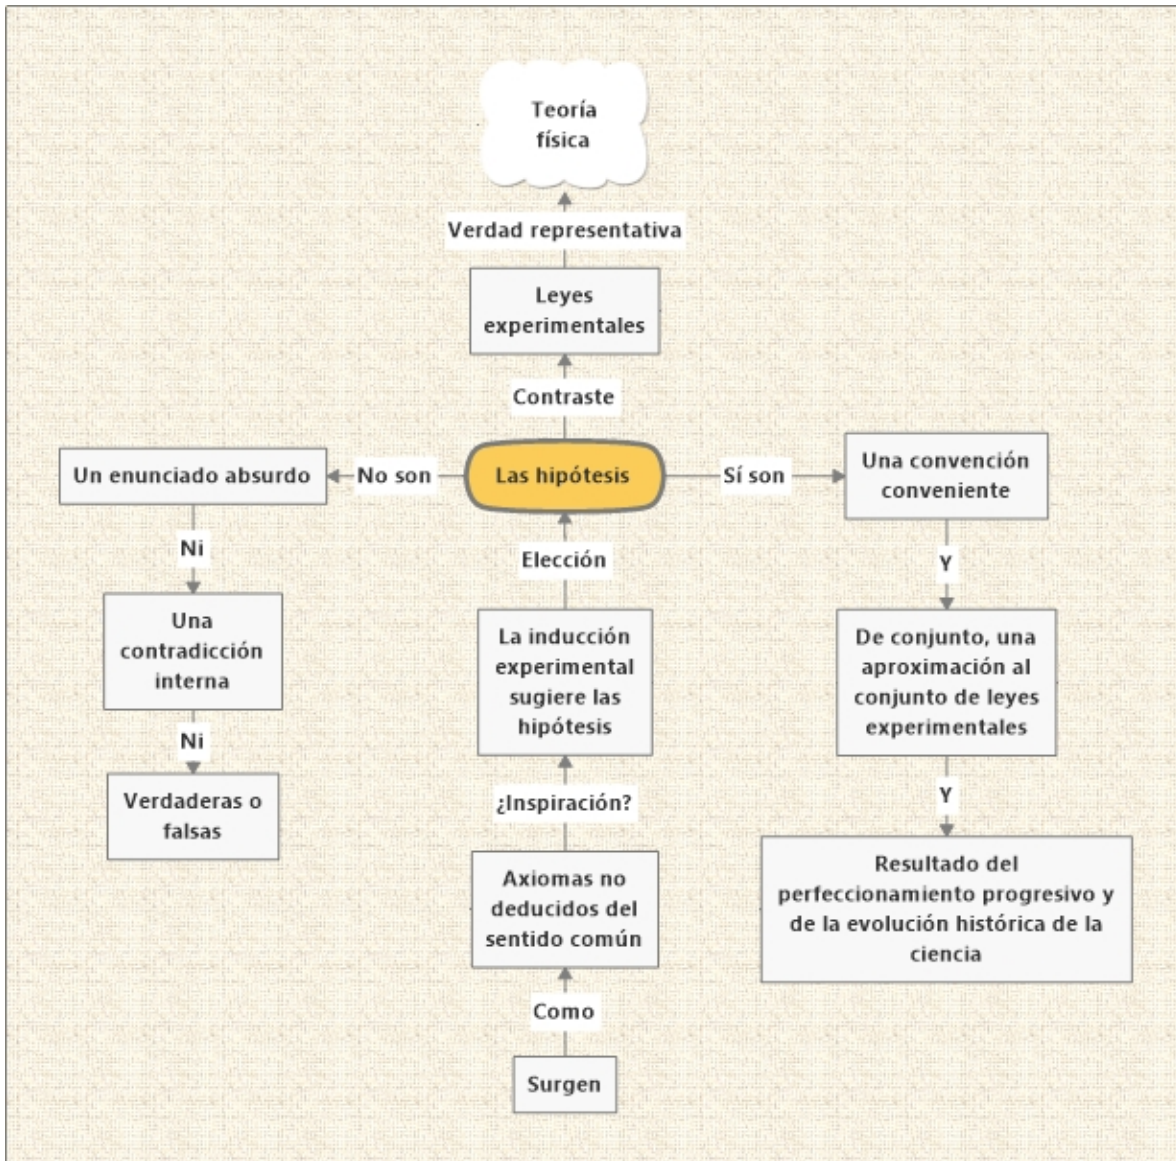 Teoría
física
Verdad representativa
Leyes
experimentales
Contraste
Un enunciado absurdo
No son
Las hipótesis
Sí son
Una convención
conveniente
Ni
Elección
Y
Una
contradicción
interna
La inducción
experimental
sugiere las
hipótesis
De conjunto, una
aproximación al
conjunto de leyes
experimentales
Ni
¿Inspiración?
Y
Verdaderas o
falsas
Axiomas no
deducidos del
sentido común
Resultado del
perfeccionamiento progresivo y
de la evolución histórica de la
ciencia
Como
Surgen